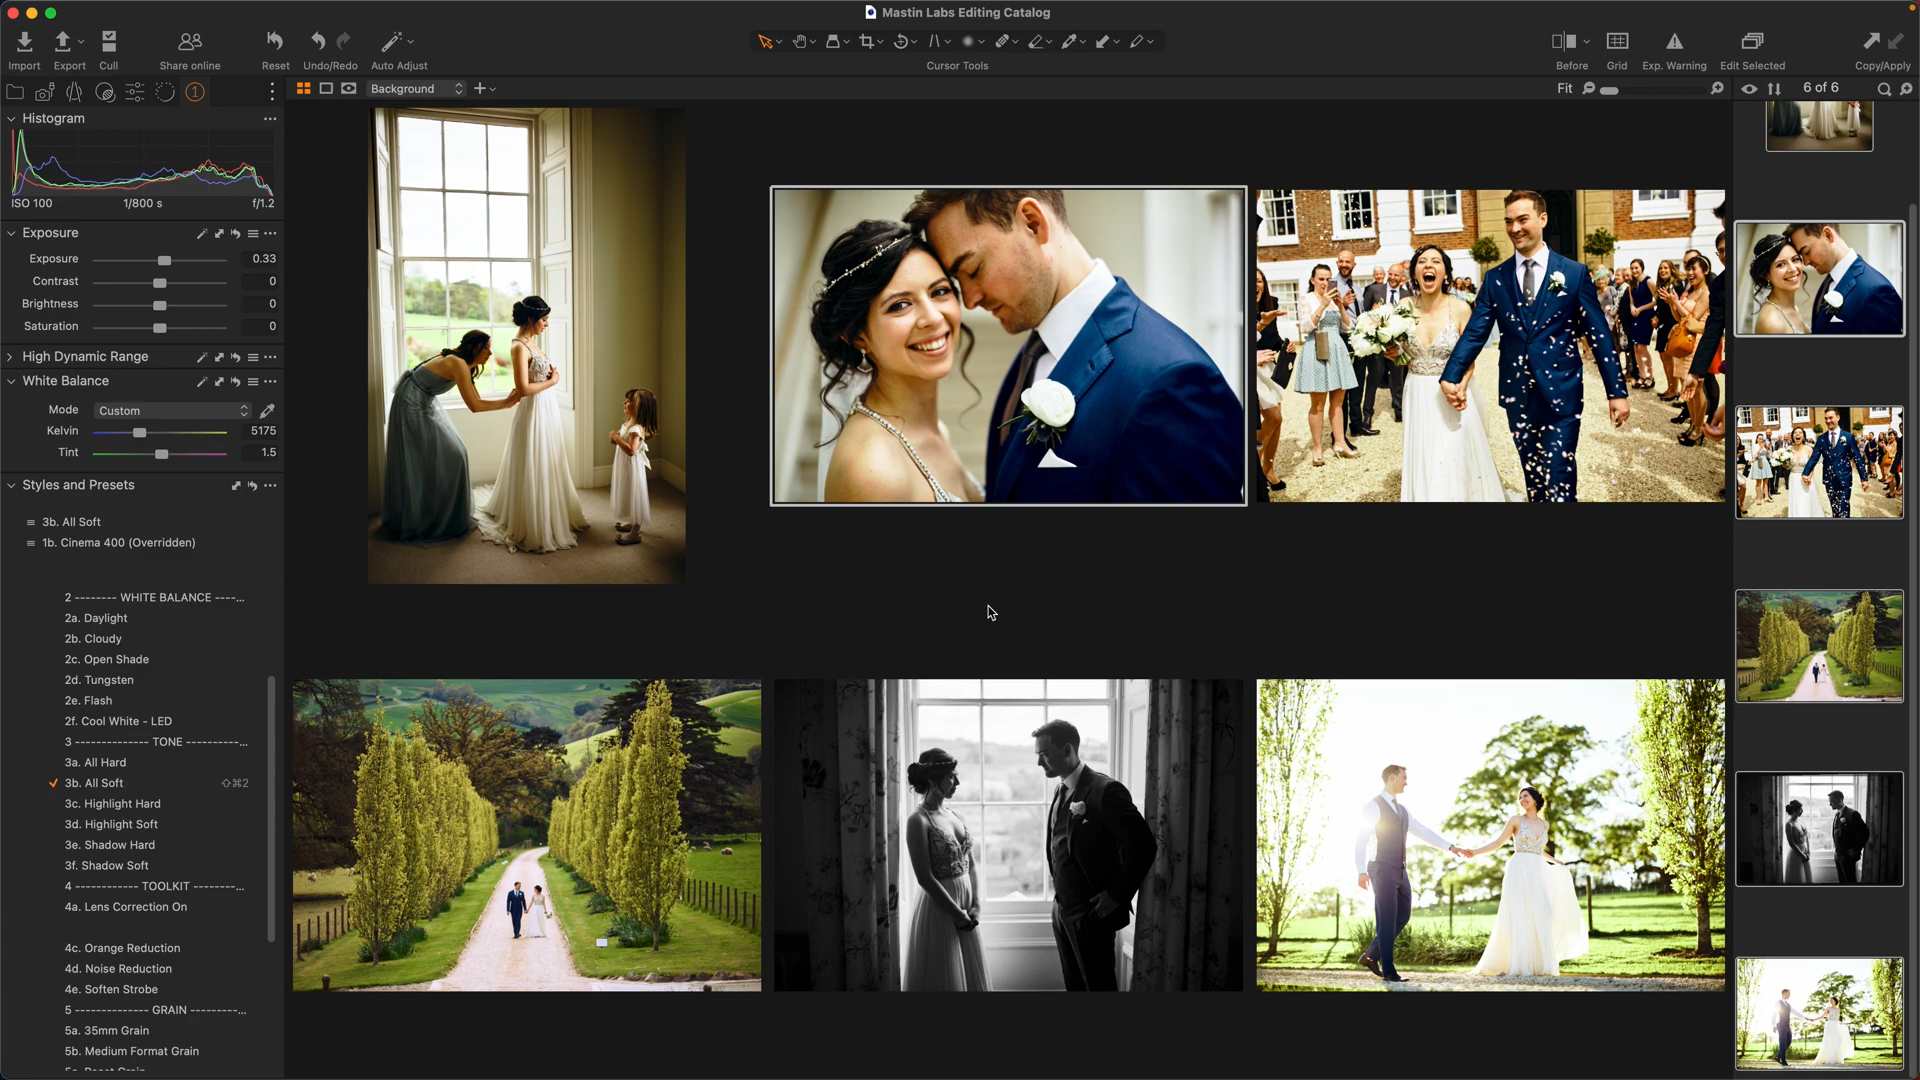 Mastin Labs Editing Catalog
Import
Export
Cull
Share online
Reset
Undo/Redo
Auto Adjust
Cursor Tools
Before
Grid
Exp. Warning
Edit Selected
Copy/Apply
1
Background
Fit
6 of 6
Histogram
ISO 100
1/800 s
f/1.2
Exposure
Exposure 0.33
Contrast 0
Brightness 0
Saturation 0
High Dynamic Range
White Balance
Mode Custom
Kelvin 5175
Tint 1.5
Styles and Presets
3b. All Soft
1b. Cinema 400 (Overridden)
2 -------- WHITE BALANCE ----...
2a. Daylight
2b. Cloudy
2c. Open Shade
2d. Tungsten
2e. Flash
2f. Cool White - LED
3 -------------- TONE ----------...
3a. All Hard
3b. All Soft ⇧⌘2
3c. Highlight Hard
3d. Highlight Soft
3e. Shadow Hard
3f. Shadow Soft
4 ------------ TOOLKIT --------...
4a. Lens Correction On
4c. Orange Reduction
4d. Noise Reduction
4e. Soften Strobe
5 -------------- GRAIN ---------...
5a. 35mm Grain
5b. Medium Format Grain